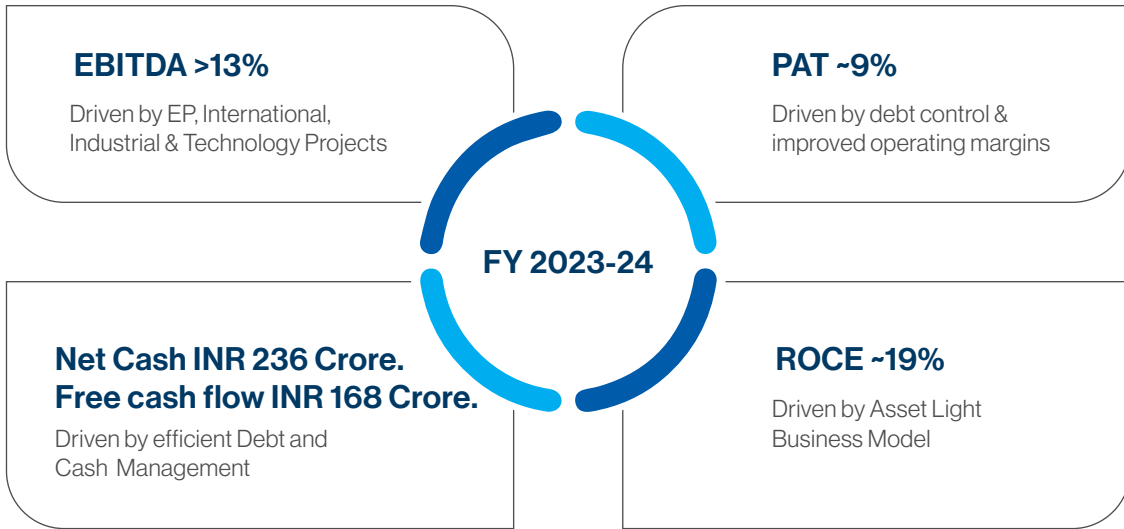 EBITDA >13%
Driven by EP, International,
Industrial & Technology Projects
PAT ~9%
Driven by debt control &
improved operating margins
FY 2023-24
Net Cash INR 236 Crore.
Free cash flow INR 168 Crore.
Driven by efficient Debt and
Cash Management
ROCE ~19%
Driven by Asset Light
Business Model